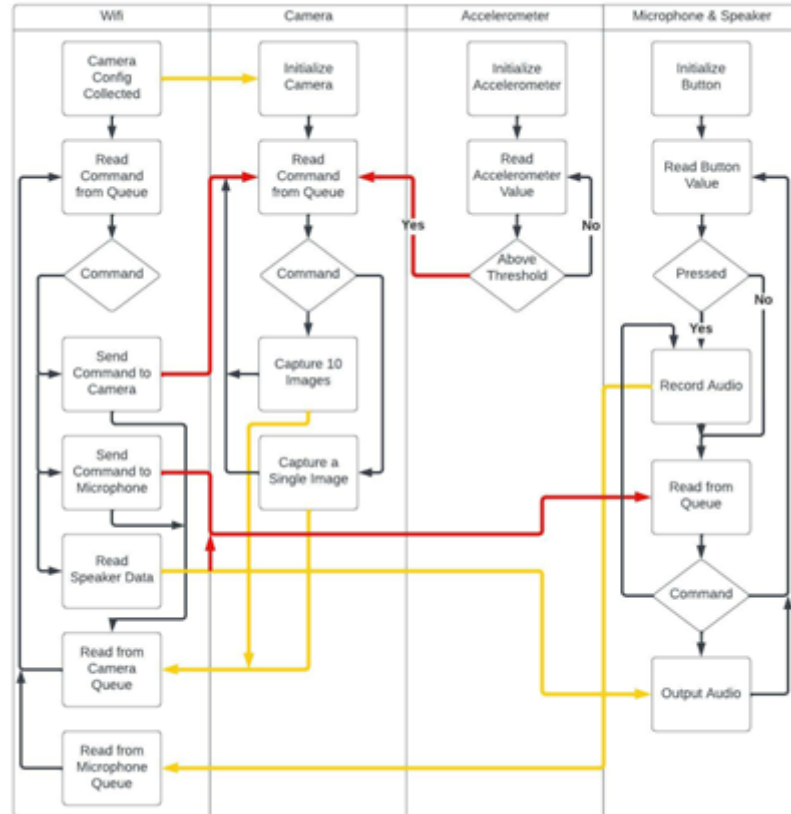 Wifi
Camera
Accelerometer
Microphone & Speaker
Camera
Config
Collected
Initialize
Camera
Initialize
Accelerometer
Initialize
Button
Read
Command
from Queue
Read
Command
from Queue
Read
Accelerometer
Value
Read Button
Value
Yes
No
Command
Command
Above
Threshold
Pressed
No
Yes
Send
Command to
Camera
Capture 10
Images
Record Audio
Send
Command to
Microphone
Capture a
Single Image
Read from
Queue
Read
Speaker Data
Command
Read from
Camera
Queue
Output Audio
Read from
Microphone
Queue